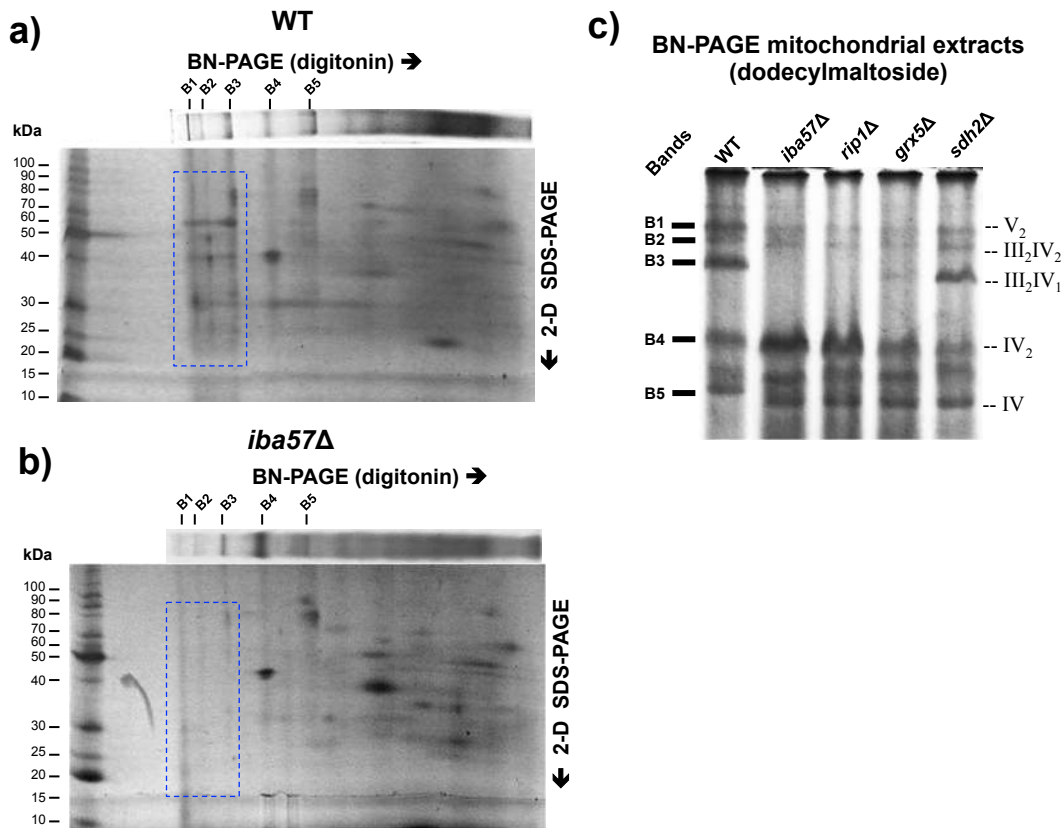 a)
WT
BN-PAGE (digitonin) ➔
B1
B2
B3
B4
B5
kDa
100
90
80
70
60
50
40
30
25
20
15
10
2-D SDS-PAGE ➔
b)
iba57Δ
BN-PAGE (digitonin) ➔
B1
B2
B3
B4
B5
kDa
100
90
80
70
60
50
40
30
25
20
15
10
2-D SDS-PAGE ➔
c)
BN-PAGE mitochondrial extracts
(dodecylmaltoside)
Bands
WT
iba57Δ
rip1Δ
grx5Δ
sdh2Δ
B1
B2
B3
B4
B5
-- V₂
-- III₂IV₂
-- III₂IV₁
-- IV₂
-- IV